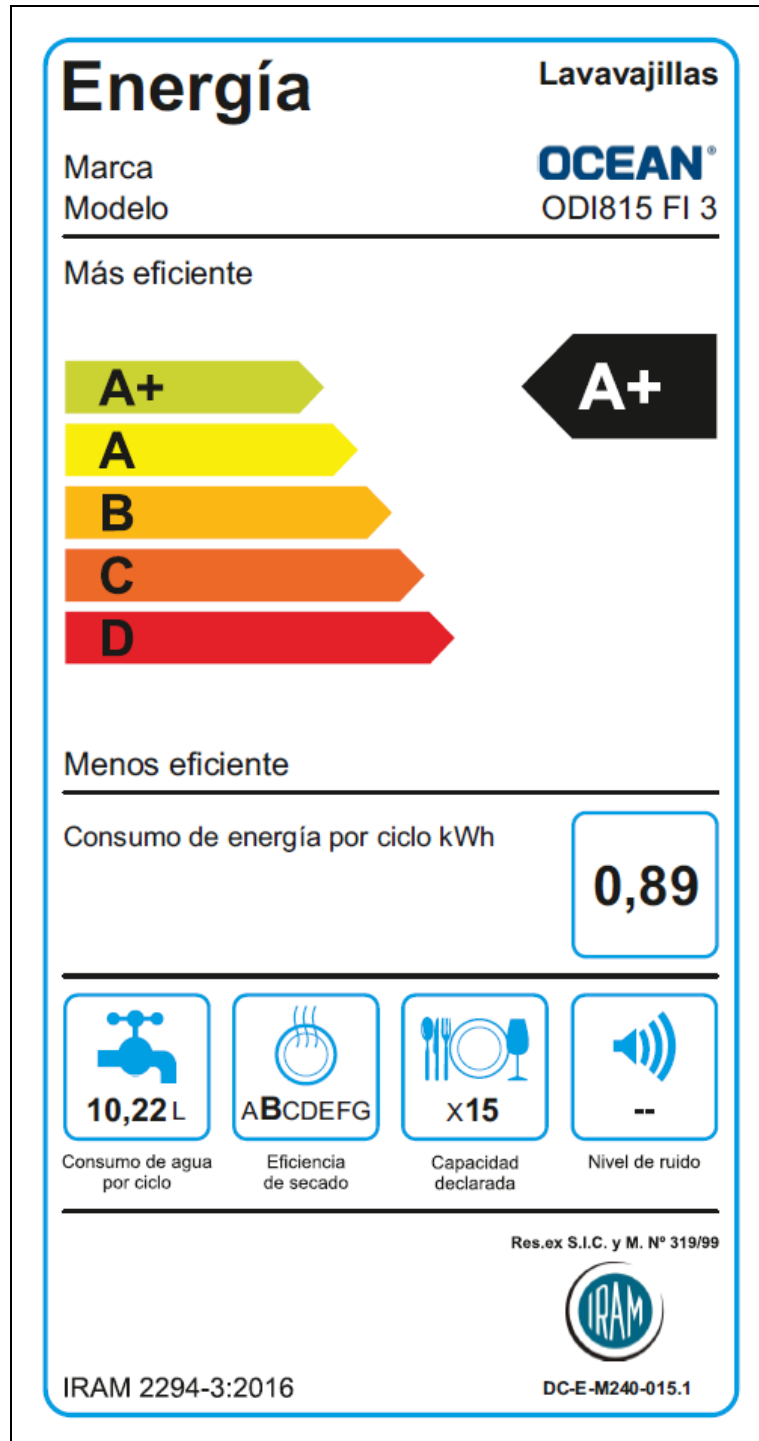 Energía
Lavavajillas
Marca
OCEAN®
Modelo
ODI815 FI 3
Más eficiente
A+
A+
A
B
C
D
Menos eficiente
Consumo de energía por ciclo kWh
0,89
10,22 L
ABCDEFG
X15
--
Consumo de agua
por ciclo
Eficiencia
de secado
Capacidad
declarada
Nivel de ruido
Res.ex S.I.C. y M. Nº 319/99
IRAM
IRAM 2294-3:2016
DC-E-M240-015.1